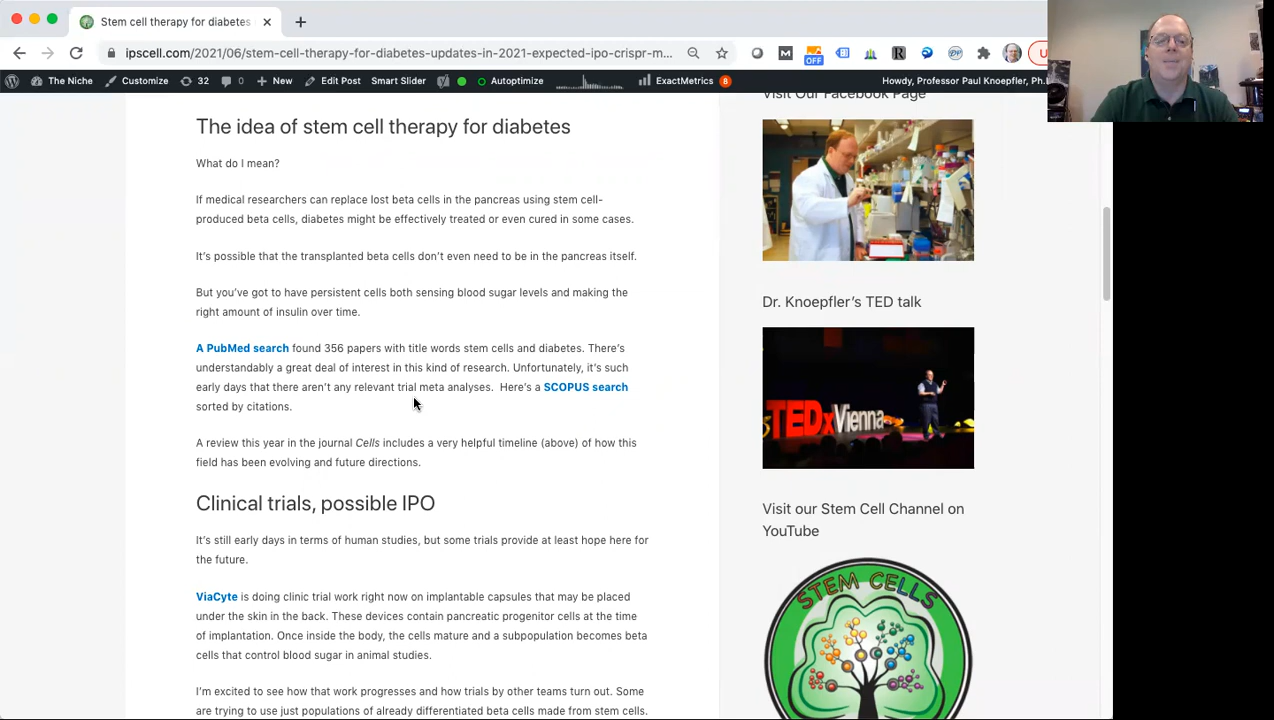 Stem cell therapy for diabetes
ipscell.com/2021/06/stem-cell-therapy-for-diabetes-updates-in-2021-expected-ipo-crispr-m...
M
OFF
R
U
The Niche
Customize
32
0
New
Edit Post
Smart Slider
Autoptimize
ExactMetrics
8
Howdy, Professor Paul Knoepfler, Ph.
The idea of stem cell therapy for diabetes
What do I mean?
If medical researchers can replace lost beta cells in the pancreas using stem cell-
produced beta cells, diabetes might be effectively treated or even cured in some cases.
It's possible that the transplanted beta cells don't even need to be in the pancreas itself.
But you've got to have persistent cells both sensing blood sugar levels and making the
right amount of insulin over time.
A PubMed search found 356 papers with title words stem cells and diabetes. There's
understandably a great deal of interest in this kind of research. Unfortunately, it's such
early days that there aren't any relevant trial meta analyses. Here's a SCOPUS search
sorted by citations.
A review this year in the journal Cells includes a very helpful timeline (above) of how this
field has been evolving and future directions.
Clinical trials, possible IPO
It's still early days in terms of human studies, but some trials provide at least hope here for
the future.
ViaCyte is doing clinic trial work right now on implantable capsules that may be placed
under the skin in the back. These devices contain pancreatic progenitor cells at the time
of implantation. Once inside the body, the cells mature and a subpopulation becomes beta
cells that control blood sugar in animal studies.
I'm excited to see how that work progresses and how trials by other teams turn out. Some
are trying to use just populations of already differentiated beta cells made from stem cells.
Visit Our Facebook Page
Dr. Knoepfler's TED talk
TEDxVienna
Visit our Stem Cell Channel on
YouTube
STEM CELLS